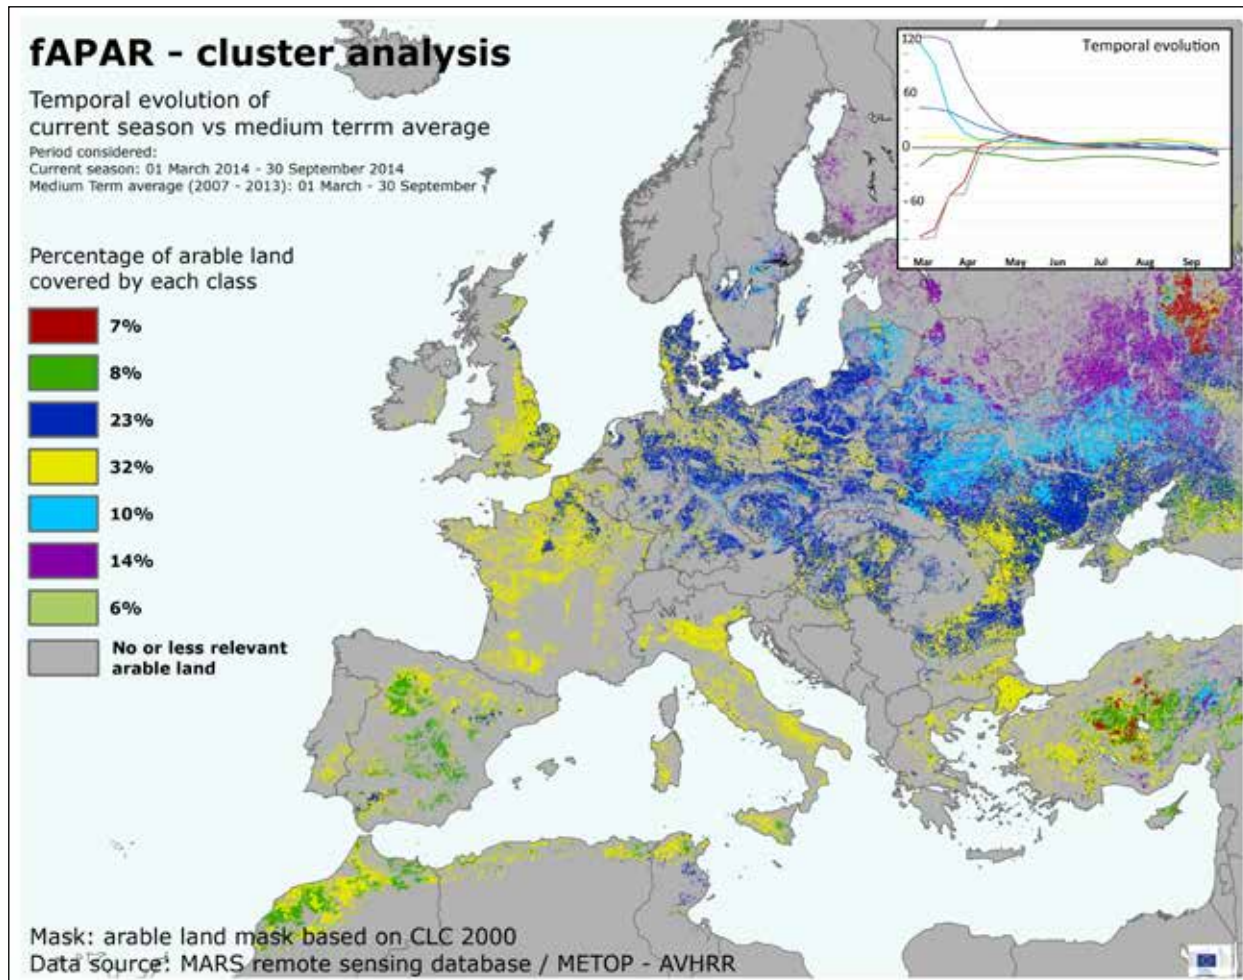 fAPAR - cluster analysis
Temporal evolution of
current season vs medium terrm average
Period considered:
Current season: 01 March 2014 - 30 September 2014
Medium Term average (2007 - 2013): 01 March - 30 September
Percentage of arable land
covered by each class
7%
8%
23%
32%
10%
14%
6%
No or less relevant
arable land
Temporal evolution
120
60
0
-60
Mar Apr May Jun Jul Aug Sep
Mask: arable land mask based on CLC 2000
Data source: MARS remote sensing database / METOP - AVHRR